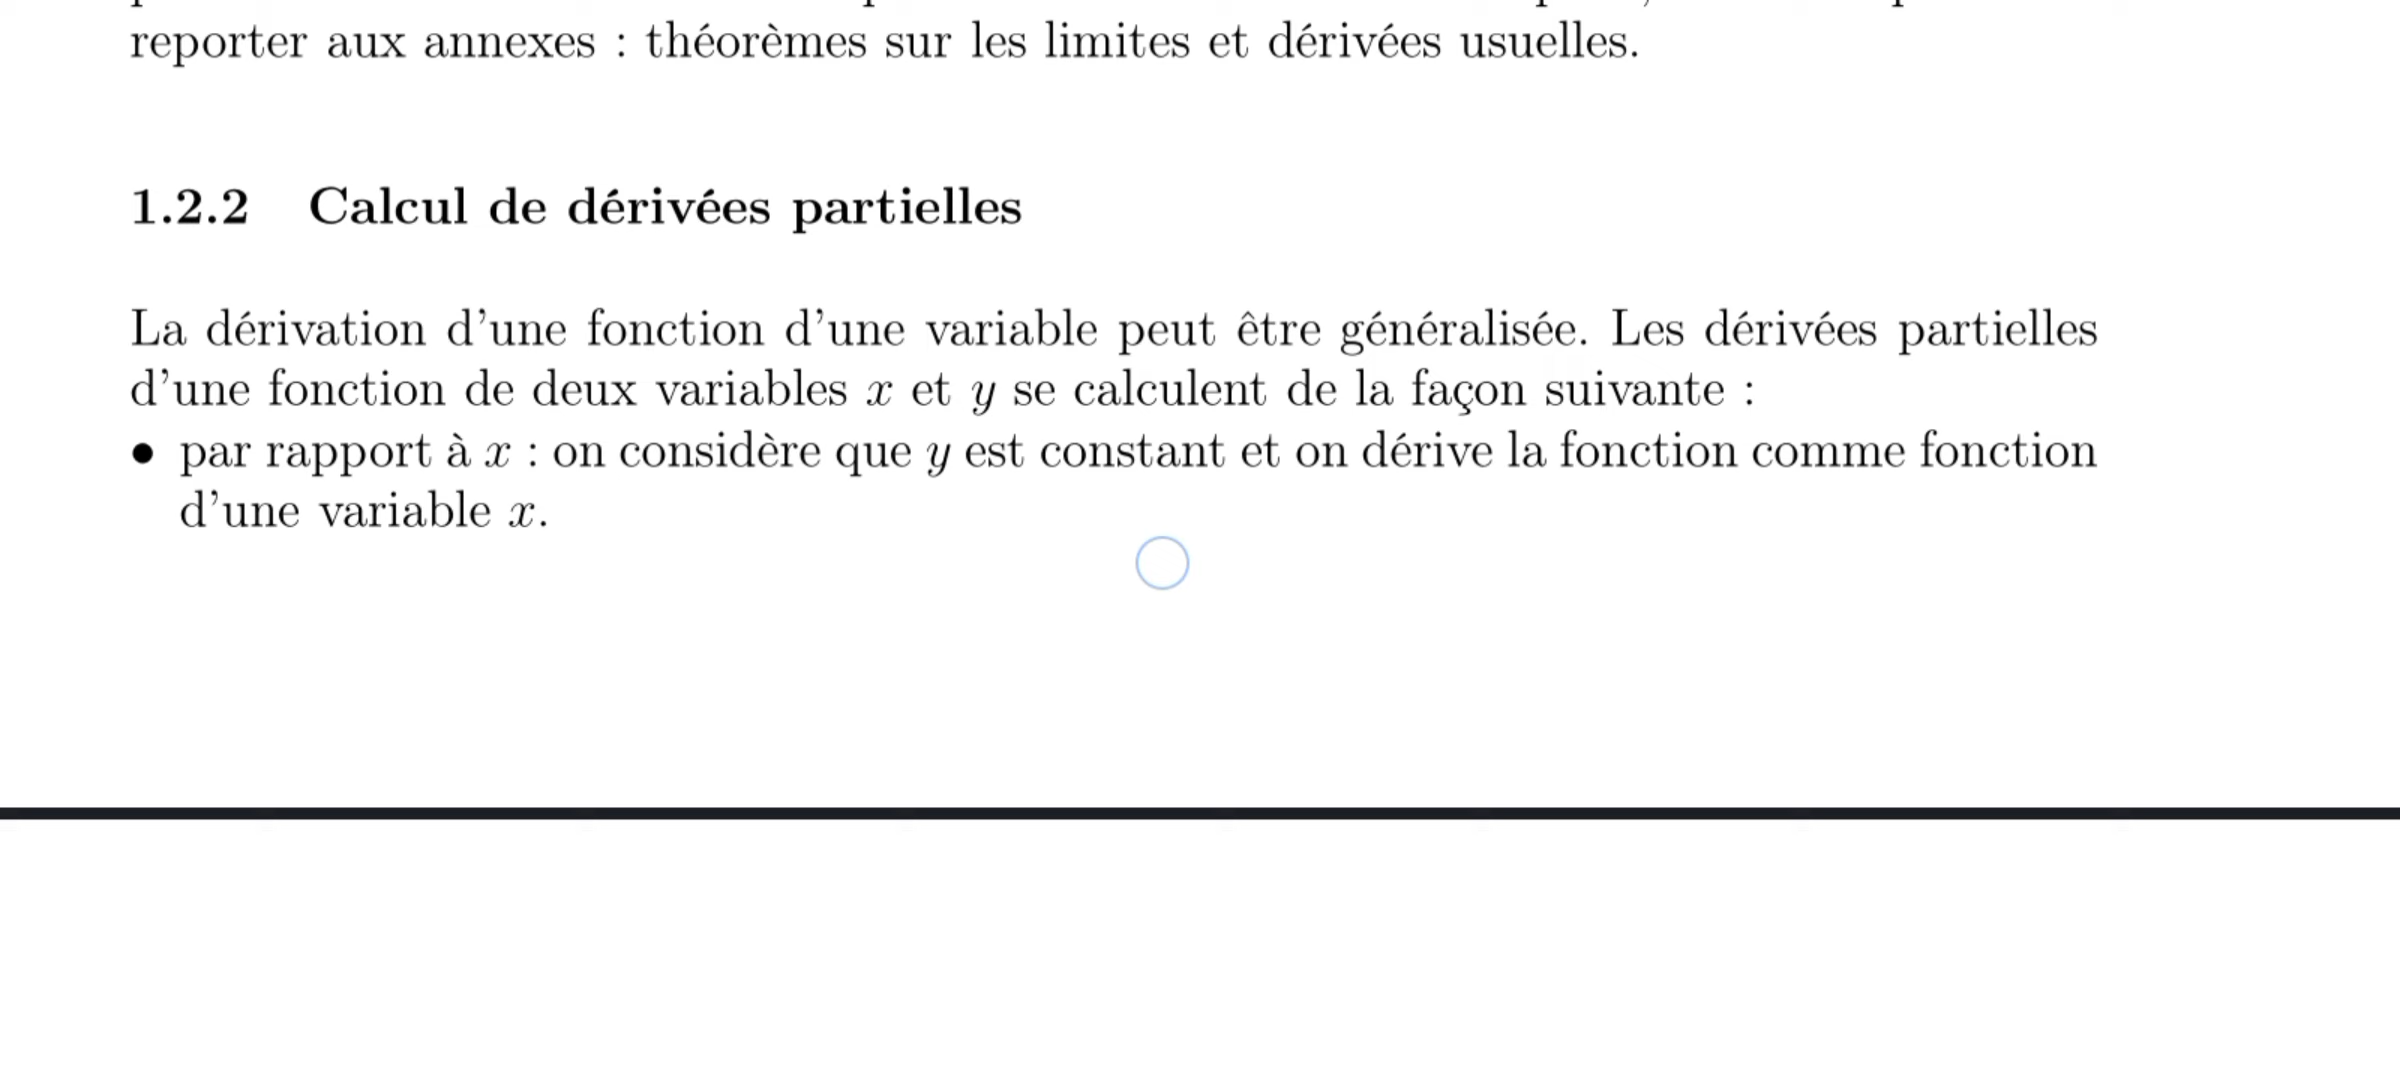 reporter aux annexes : théorèmes sur les limites et dérivées usuelles.
1.2.2 Calcul de dérivées partielles
La dérivation d'une fonction d'une variable peut être généralisée. Les dérivées partielles
d'une fonction de deux variables x et y se calculent de la façon suivante :
• par rapport à x : on considère que y est constant et on dérive la fonction comme fonction
d'une variable x.